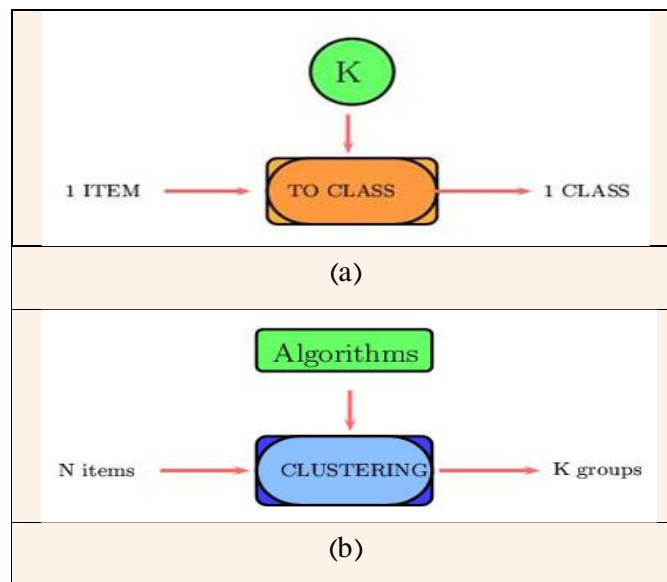 K
1 ITEM TO CLASS 1 CLASS
(a)
Algorithms
N items CLUSTERING K groups
(b)